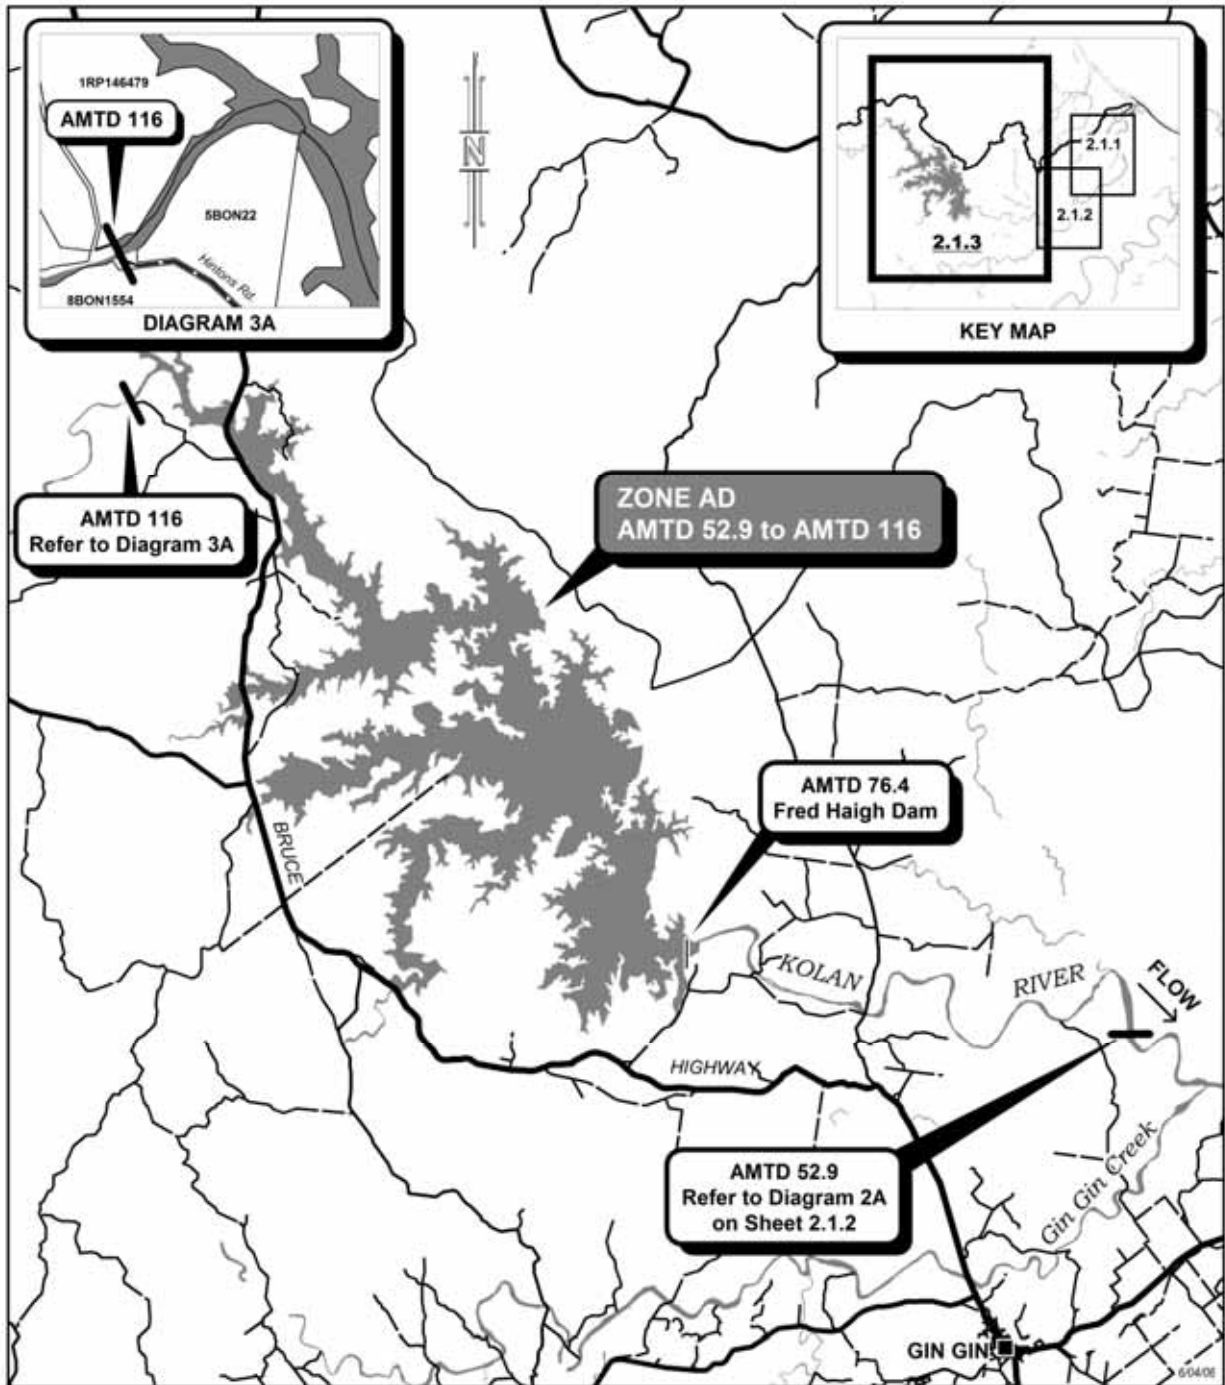 1RP146479
AMTD 116
5BON22
Hintons Rd
8BON1554
DIAGRAM 3A
N
2.1.1
2.1.2
2.1.3
KEY MAP
AMTD 116
Refer to Diagram 3A
ZONE AD
AMTD 52.9 to AMTD 116
AMTD 76.4
Fred Haigh Dam
BRUCE
KOLAN
RIVER
FLOW
HIGHWAY
AMTD 52.9
Refer to Diagram 2A
on Sheet 2.1.2
Gin Gin Creek
GIN GIN
6/04/06